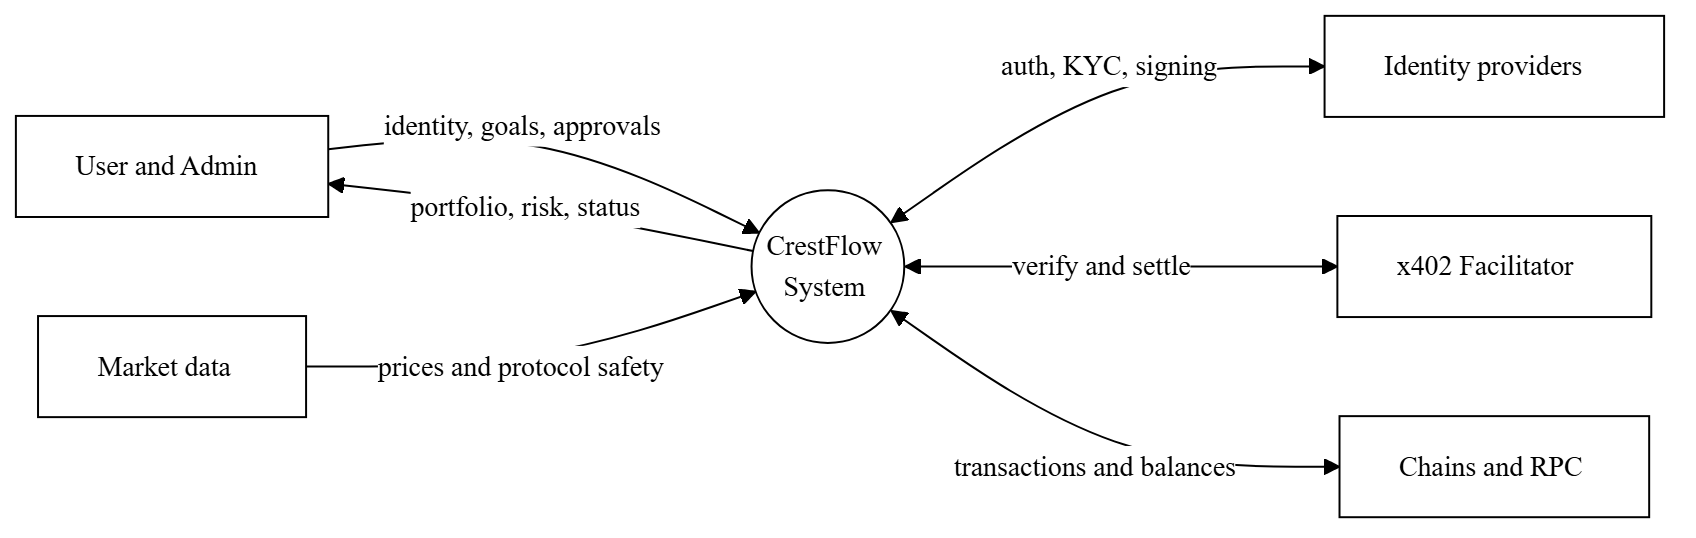 User and Admin
identity, goals, approvals
portfolio, risk, status
Market data
prices and protocol safety
CrestFlow
System
auth, KYC, signing
Identity providers
verify and settle
x402 Facilitator
transactions and balances
Chains and RPC